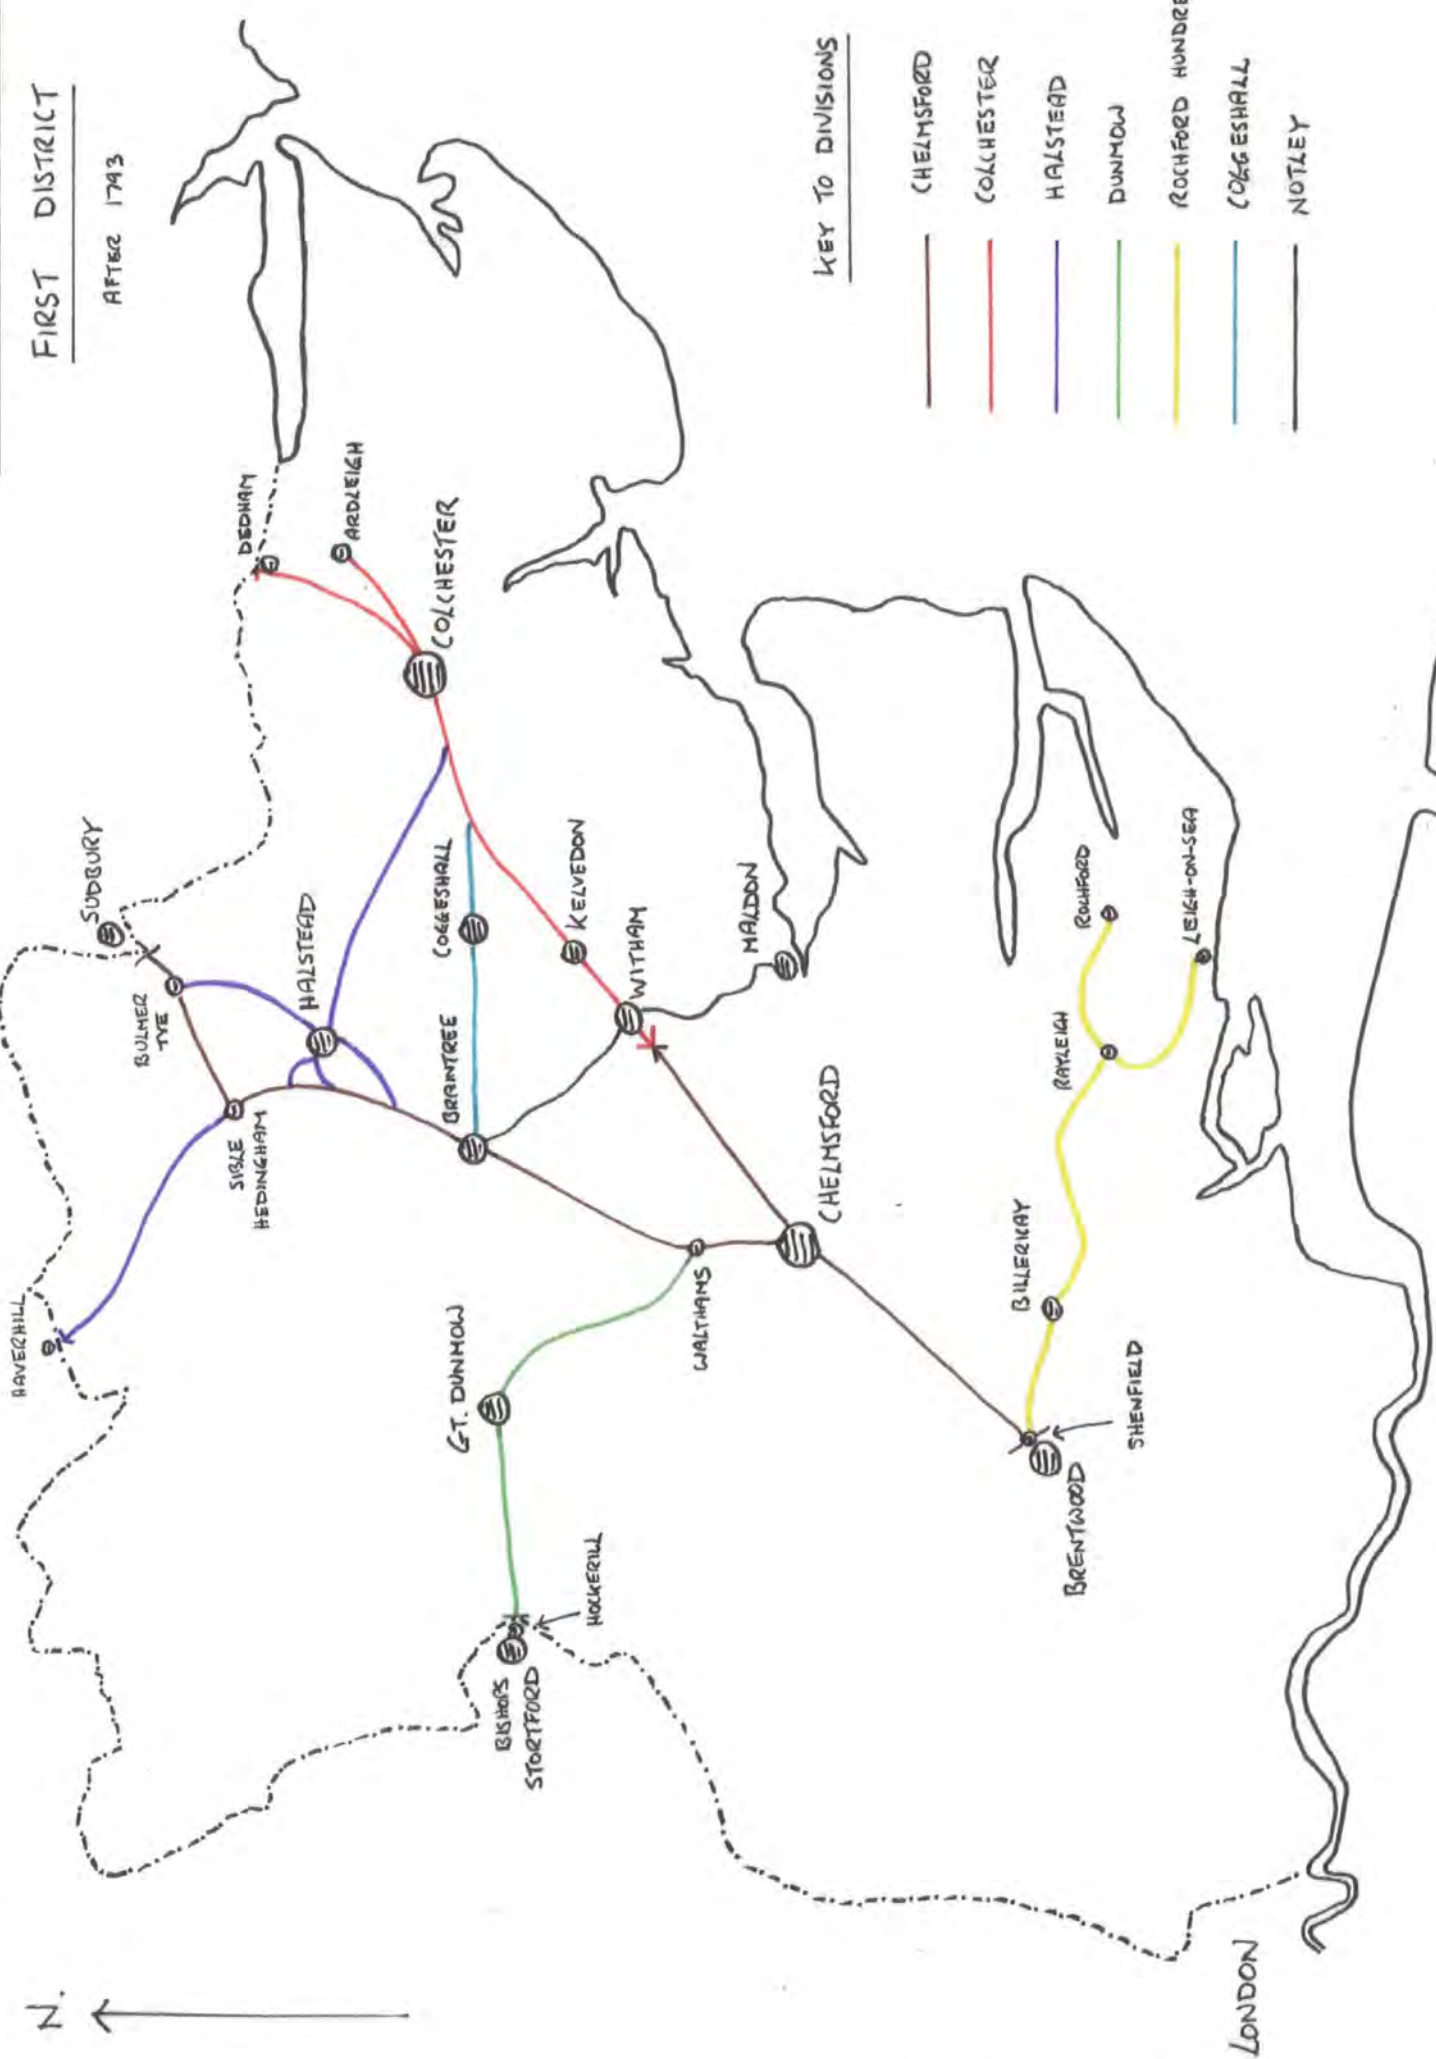 FIRST DISTRICT
AFTER 1793
N.
HAVERHILL
SUDBURY
BULMER
TYE
SIBLE
HEDINGHAM
HALSTEAD
DEDHAM
ARDLEIGH
COLCHESTER
COGGESHALL
BRAINTREE
KELVEDON
WITHAM
MALDON
GT. DUNMOW
BISHOPS
STORTFORD
HOCKERILL
WALTHAMS
CHELMSFORD
BILLERICAY
SHENFIELD
BRENTWOOD
RAYLEIGH
ROCHFORD
LEIGH-ON-SEA
LONDON
KEY TO DIVISIONS
CHELMSFORD
COLCHESTER
HALSTEAD
DUNMOW
ROCHFORD HUNDRE
COGGESHALL
NOTLEY